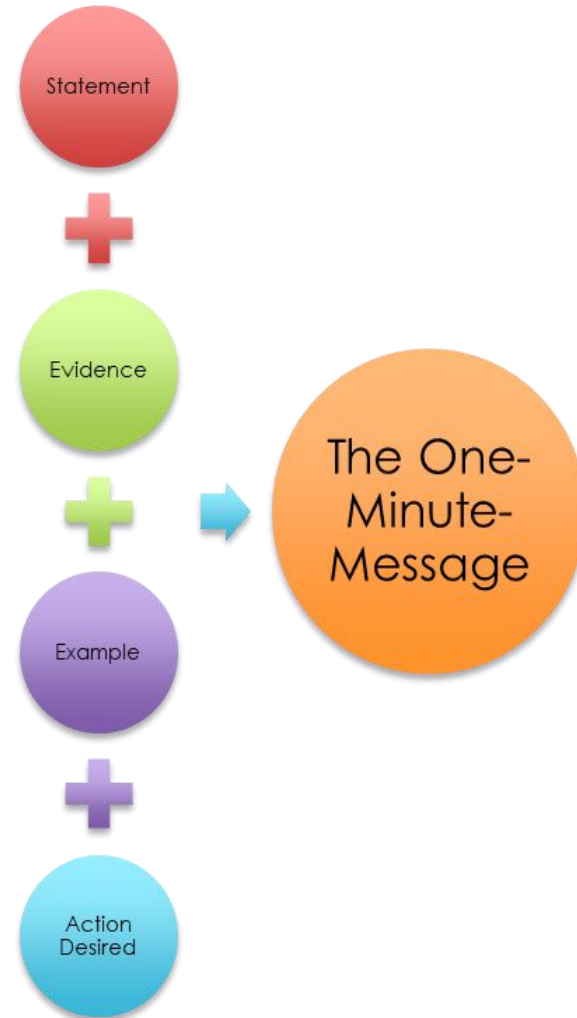 Statement
Evidence
Example
Action
Desired
The One-
Minute-
Message